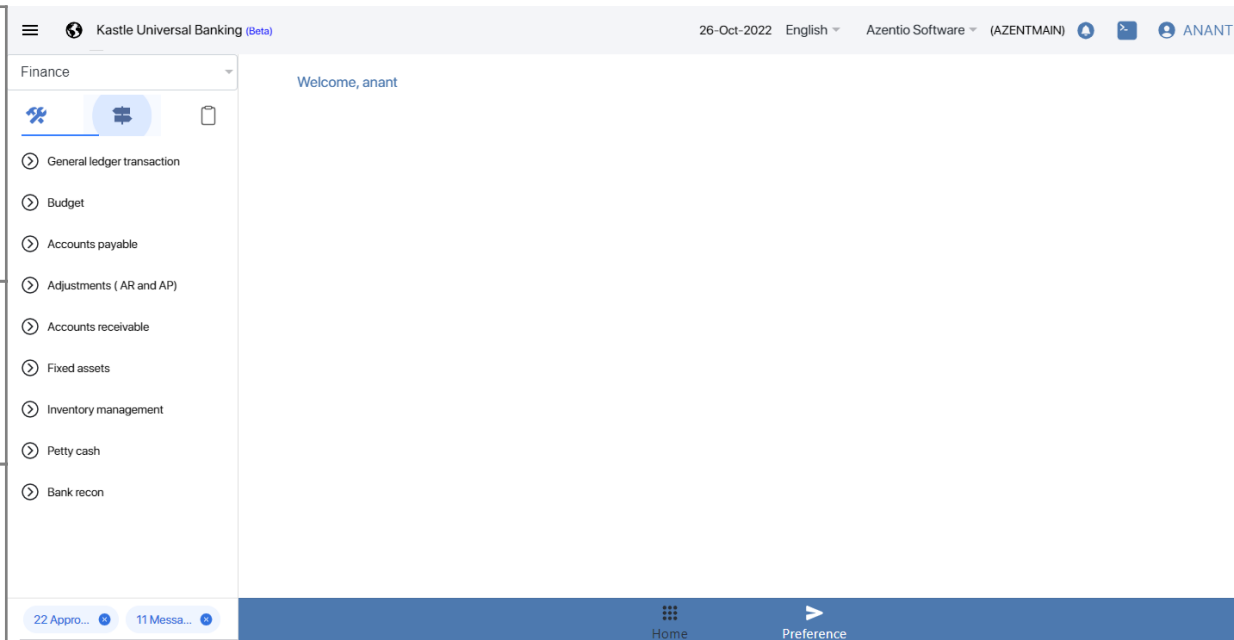 Kastle Universal Banking (Beta) 26-Oct-2022 English Azentio Software (AZENTMAIN) ANANT
Finance
Welcome, anant
General ledger transaction
Budget
Accounts payable
Adjustments ( AR and AP)
Accounts receivable
Fixed assets
Inventory management
Petty cash
Bank recon
22 Appro... 11 Messa...
Home Preference